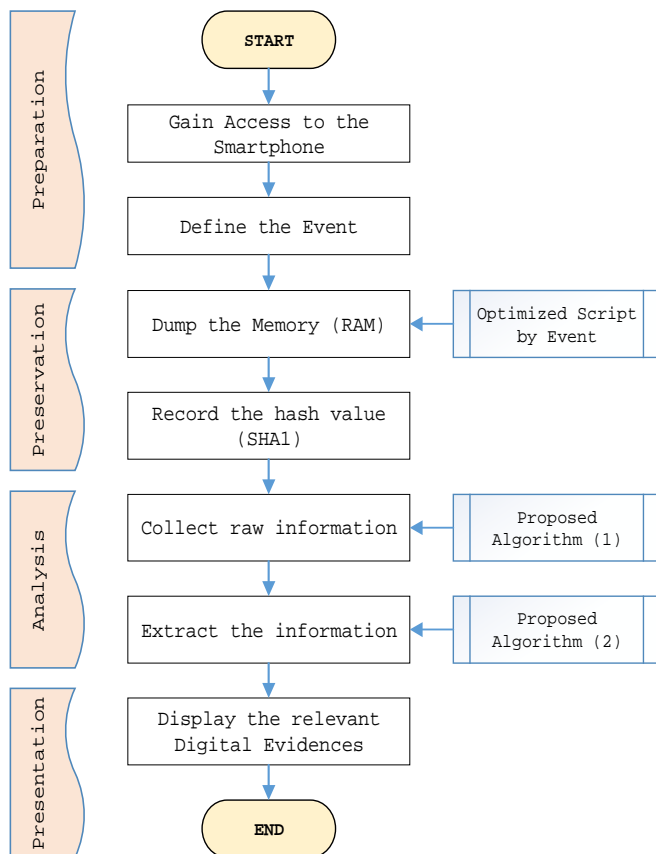 Preparation
START
Gain Access to the
Smartphone
Define the Event
Preservation
Dump the Memory (RAM)
Optimized Script
by Event
Record the hash value
(SHA1)
Analysis
Collect raw information
Proposed
Algorithm (1)
Extract the information
Proposed
Algorithm (2)
Presentation
Display the relevant
Digital Evidences
END